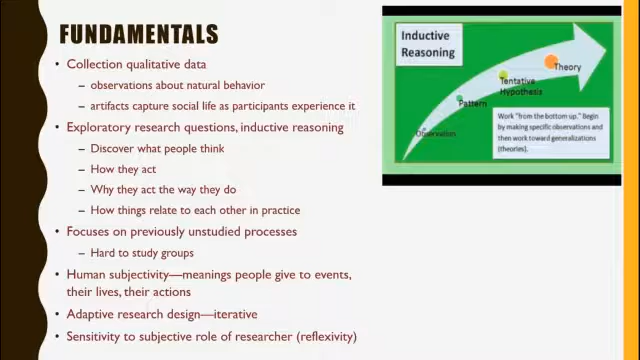 FUNDAMENTALS
• Collection qualitative data
– observations about natural behavior
– artifacts capture social life as participants experience it
• Exploratory research questions, inductive reasoning
– Discover what people think
– How they act
– Why they act the way they do
– How things relate to each other in practice
• Focuses on previously unstudied processes
– Hard to study groups
• Human subjectivity—meanings people give to events,
their lives, their actions
• Adaptive research design—iterative
• Sensitivity to subjective role of researcher (reflexivity)
Inductive
Reasoning
Theory
Tentative
Hypothesis
Pattern
Observation
Work "from the bottom up." Begin
by making specific observations and
then work toward generalizations
(theories).